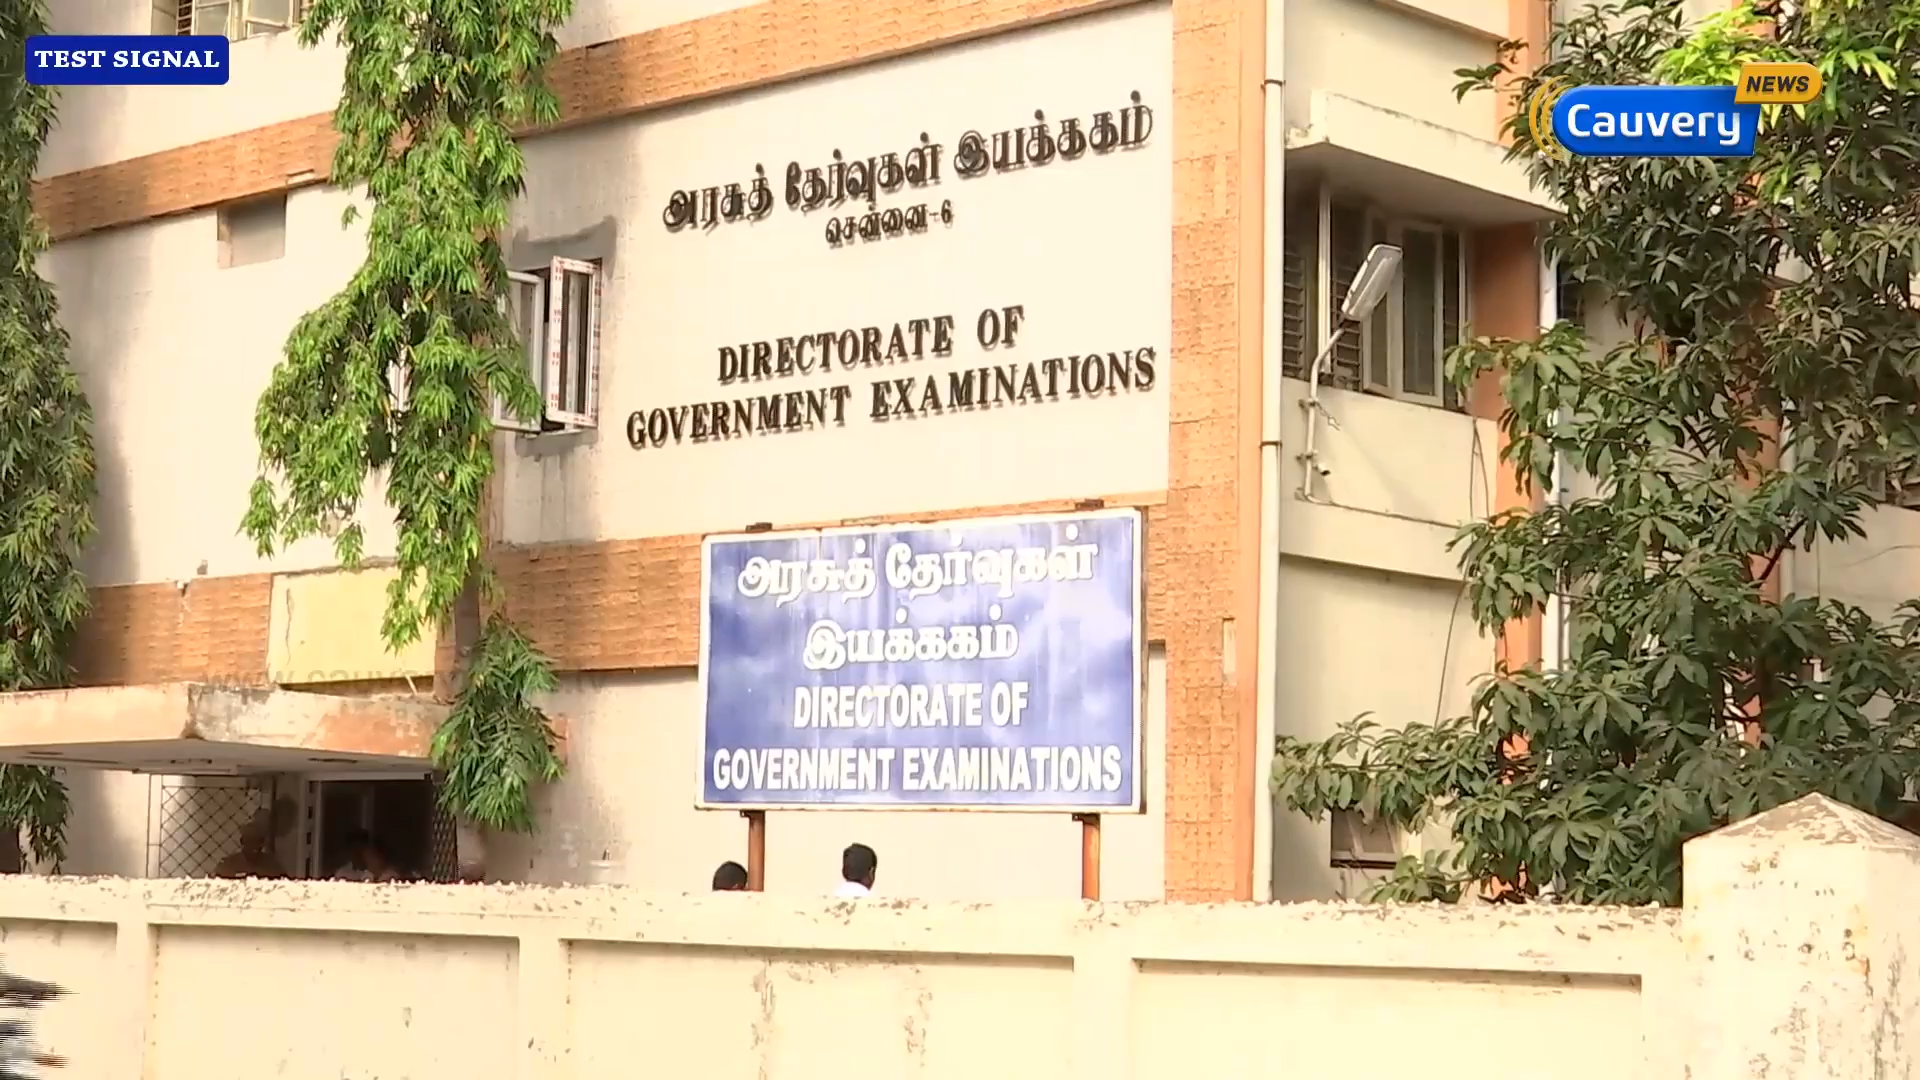 TEST SIGNAL
NEWS
Cauvery
அரசுத் தேர்வுகள் இயக்ககம்
சென்னை-6
DIRECTORATE OF
GOVERNMENT EXAMINATIONS
அரசுத் தேர்வுகள்
இயக்ககம்
DIRECTORATE OF
GOVERNMENT EXAMINATIONS